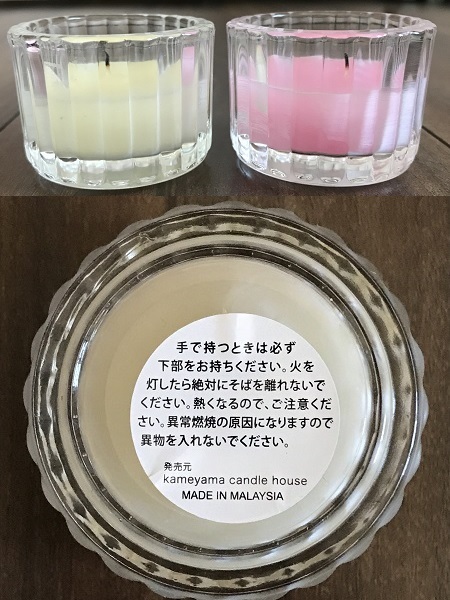 手で持つときは必ず
下部をお持ちください。火を
灯したら絶対にそばを離れないで
ください。熱くなるので、ご注意くだ
さい。異常燃焼の原因になりますので
異物を入れないでください。
発売元
kameyama candle house
MADE IN MALAYSIA